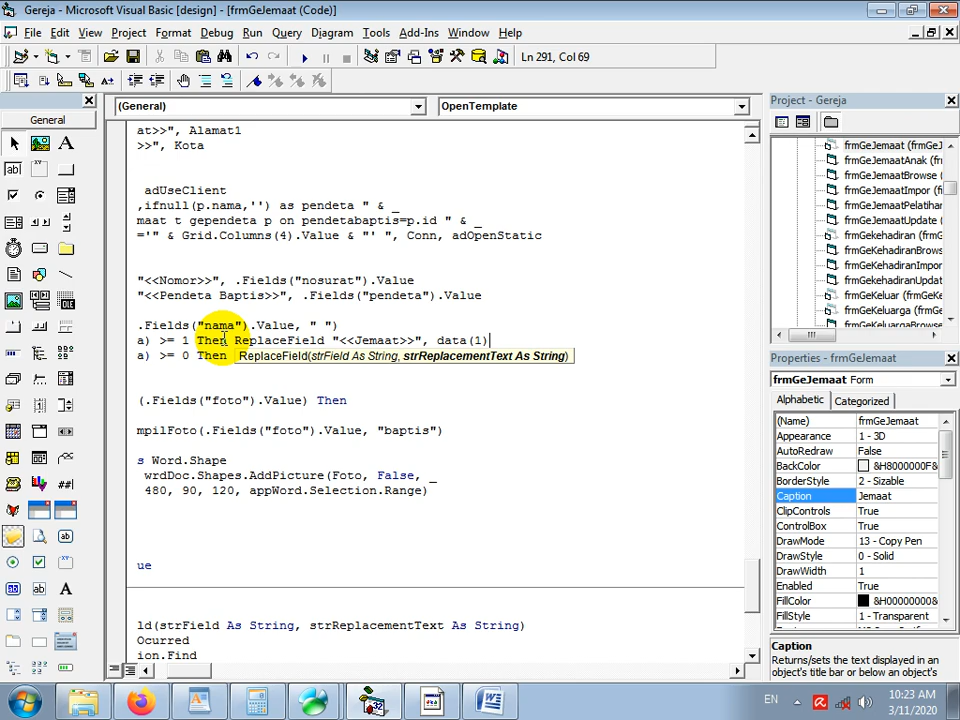 Gereja - Microsoft Visual Basic [design] - [frmGeJemaat (Code)]
File Edit View Project Format Debug Run Query Diagram Tools Add-Ins Window Help
Ln 291, Col 69
General
(General)
OpenTemplate
at>>", Alamat1
>>", Kota
adUseClient
,ifnull(p.nama,'') as pendeta " & _
maat t gependeta p on pendetabaptis=p.id " & _
='" & Grid.Columns(4).Value & "' ", Conn, adOpenStatic
"<<Nomor>>", .Fields("nosurat").Value
"<<Pendeta Baptis>>", .Fields("pendeta").Value
.Fields("nama").Value, " ")
a) >= 1 Then ReplaceField "<<Jemaat>>", data(1)
a) >= 0 Then
ReplaceField(strField As String, strReplacementText As String)
(.Fields("foto").Value) Then
mpilFoto(.Fields("foto").Value, "baptis")
s Word.Shape
wrdDoc.Shapes.AddPicture(Foto, False, _
480, 90, 120, appWord.Selection.Range)
ue
ld(strField As String, strReplacementText As String)
Ocurred
ion.Find
Project - Gereja
frmGeJemaat (frmGeJ
frmGeJemaatAnak (
frmGeJemaatBrowse (
frmGeJemaatImpor (
frmGeJemaatPelatihar
frmGeJemaatUpdate (
frmGekehadiran (frmGe
frmGeKehadiranBrows
frmGeKehadiranImpor
frmGeKeluar (frmGeKe
Properties - frmGeJemaat
frmGeJemaat Form
Alphabetic Categorized
(Name) frmGeJemaat
Appearance 1 - 3D
AutoRedraw False
BackColor &H8000000F&
BorderStyle 2 - Sizable
Caption Jemaat
ClipControls True
ControlBox True
DrawMode 13 - Copy Pen
DrawStyle 0 - Solid
DrawWidth 1
Enabled True
FillColor &H00000000&
Caption
Returns/sets the text displayed in an
object's title bar or below an object's
EN
10:23 AM
3/11/2020